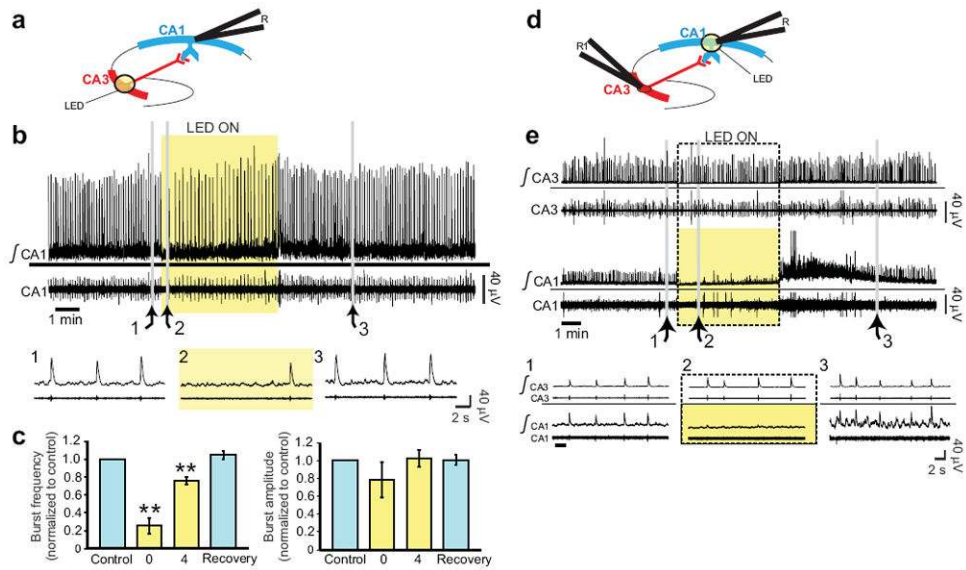 a
CA1
R
CA3
LED
b
LED ON
∫CA1
CA1
40 µV
1 min
1
2
3
1
2
3
2 s
40 µV
c
Burst frequency
(normalized to control)
1.2
1.0
0.8
0.6
0.4
0.2
0
**
**
Control
0
4
Recovery
Burst amplitude
(normalized to control)
1.2
1.0
0.8
0.6
0.4
0.2
0
Control
0
4
Recovery
d
R1
CA1
R
CA3
LED
e
LED ON
∫CA3
CA3
40 µV
∫CA1
CA1
40 µV
1 min
1
2
3
1
2
3
∫CA3
CA3
∫CA1
CA1
40 µV
2 s